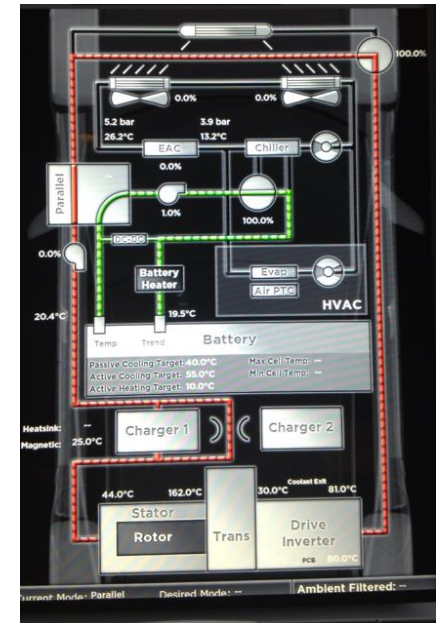 100.0%
0.0%
0.0%
5.2 bar
3.9 bar
26.2°C
13.2°C
EAC
Chiller
0.0%
Parallel
1.0%
100.0%
DC-DC
0.0%
Battery
Heater
Evap
Air PTC
HVAC
20.4°C
19.5°C
Temp
Trend
Battery
Passive Cooling Target: 40.0°C
Max Cell Temp: --
Active Cooling Target: 55.0°C
Min Cell Temp: --
Active Heating Target: 10.0°C
Heatsink: --
Magnetic: 25.0°C
Charger 1
Charger 2
44.0°C
162.0°C
30.0°C
Coolant Exit
81.0°C
Stator
Rotor
Trans
Drive
Inverter
PCB
Current Mode: Parallel
Desired Mode: --
Ambient Filtered: --